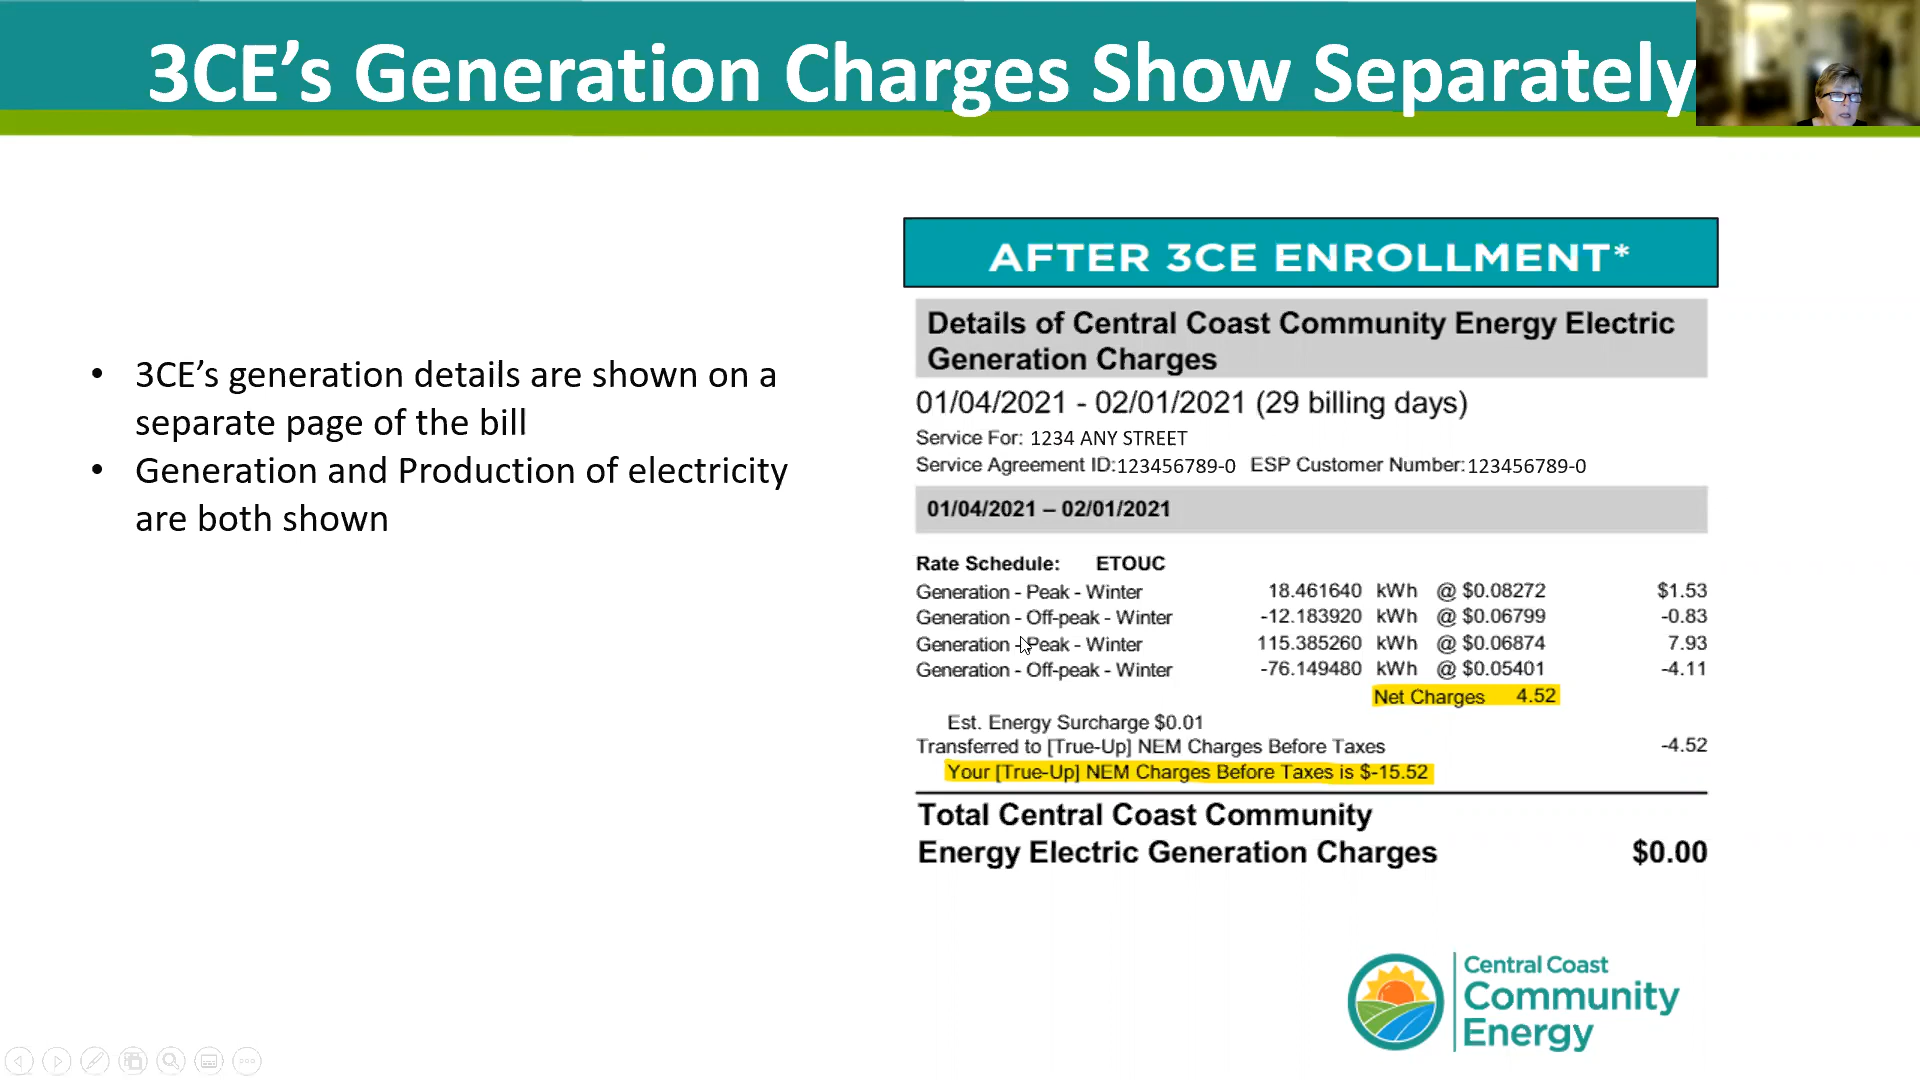 3CE’s Generation Charges Show Separately
• 3CE’s generation details are shown on a
separate page of the bill
• Generation and Production of electricity
are both shown
AFTER 3CE ENROLLMENT*
Details of Central Coast Community Energy Electric
Generation Charges
01/04/2021 - 02/01/2021 (29 billing days)
Service For: 1234 ANY STREET
Service Agreement ID:123456789-0 ESP Customer Number:123456789-0
01/04/2021 – 02/01/2021
Rate Schedule: ETOUC
Generation - Peak - Winter 18.461640 kWh @ $0.08272 $1.53
Generation - Off-peak - Winter -12.183920 kWh @ $0.06799 -0.83
Generation - Peak - Winter 115.385260 kWh @ $0.06874 7.93
Generation - Off-peak - Winter -76.149480 kWh @ $0.05401 -4.11
Net Charges 4.52
Est. Energy Surcharge $0.01
Transferred to [True-Up] NEM Charges Before Taxes -4.52
Your [True-Up] NEM Charges Before Taxes is $-15.52
Total Central Coast Community
Energy Electric Generation Charges $0.00
Central Coast
Community
Energy